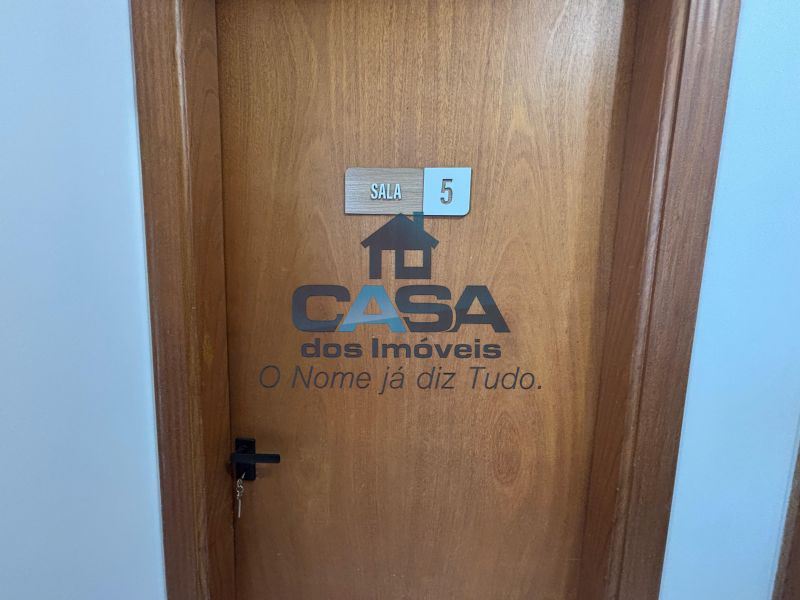 SALA 5
CASA
dos Imóveis
O Nome já diz Tudo.